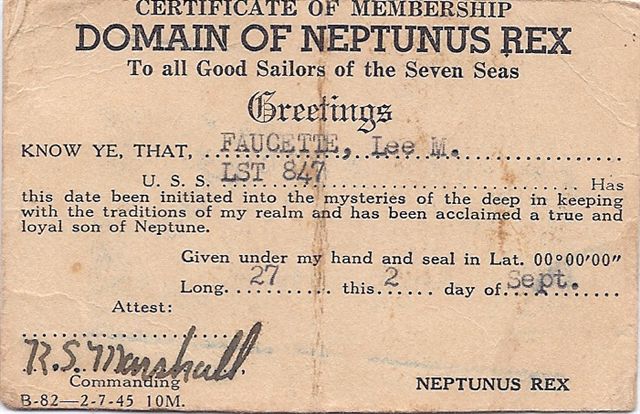 CERTIFICATE OF MEMBERSHIP
DOMAIN OF NEPTUNUS REX
To all Good Sailors of the Seven Seas
Greetings
KNOW YE, THAT, FAUCETTE, Lee M.
U. S. S. LST 847 Has
this date been initiated into the mysteries of the deep in keeping
with the traditions of my realm and has been acclaimed a true and
loyal son of Neptune.
Given under my hand and seal in Lat. 00°00'00"
Long. 27 this 2 day of Sept.
Attest:
R.S. Marshall
Commanding NEPTUNUS REX
B-82—2-7-45 10M.